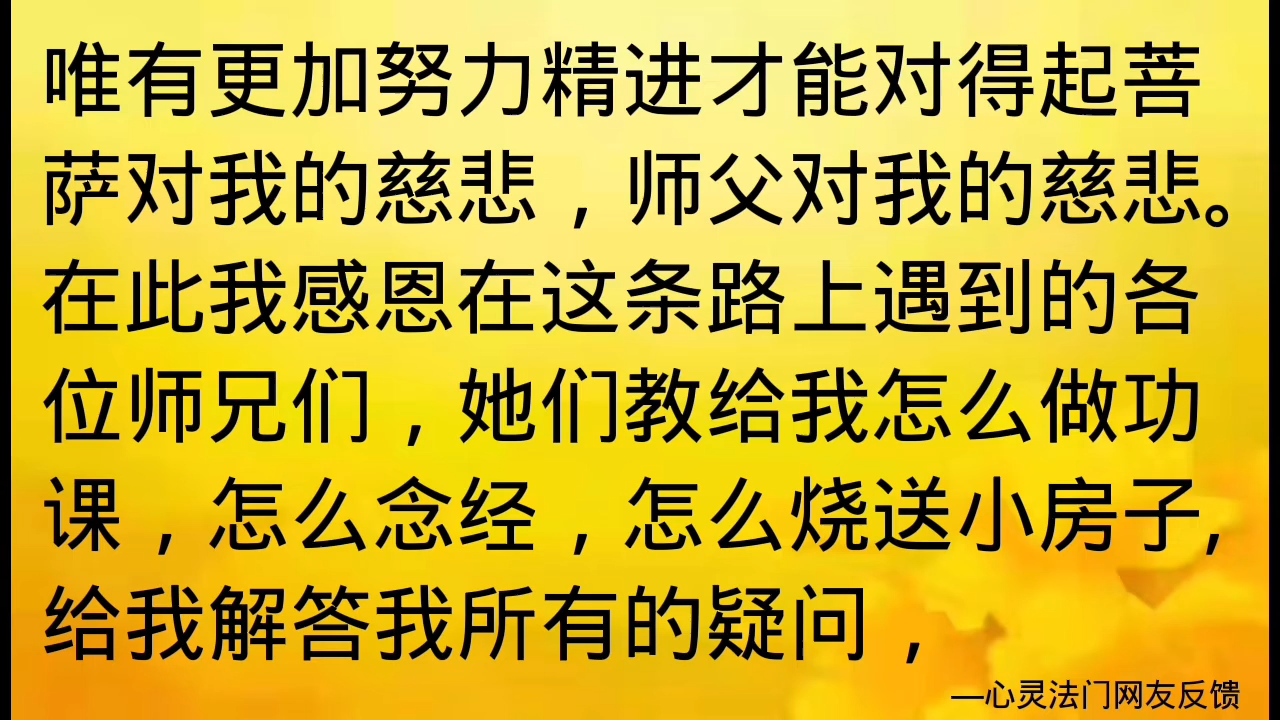 唯有更加努力精进才能对得起菩
萨对我的慈悲，师父对我的慈悲。
在此我感恩在这条路上遇到的各
位师兄们，她们教给我怎么做功
课，怎么念经，怎么烧送小房子，
给我解答我所有的疑问，
—心灵法门网友反馈